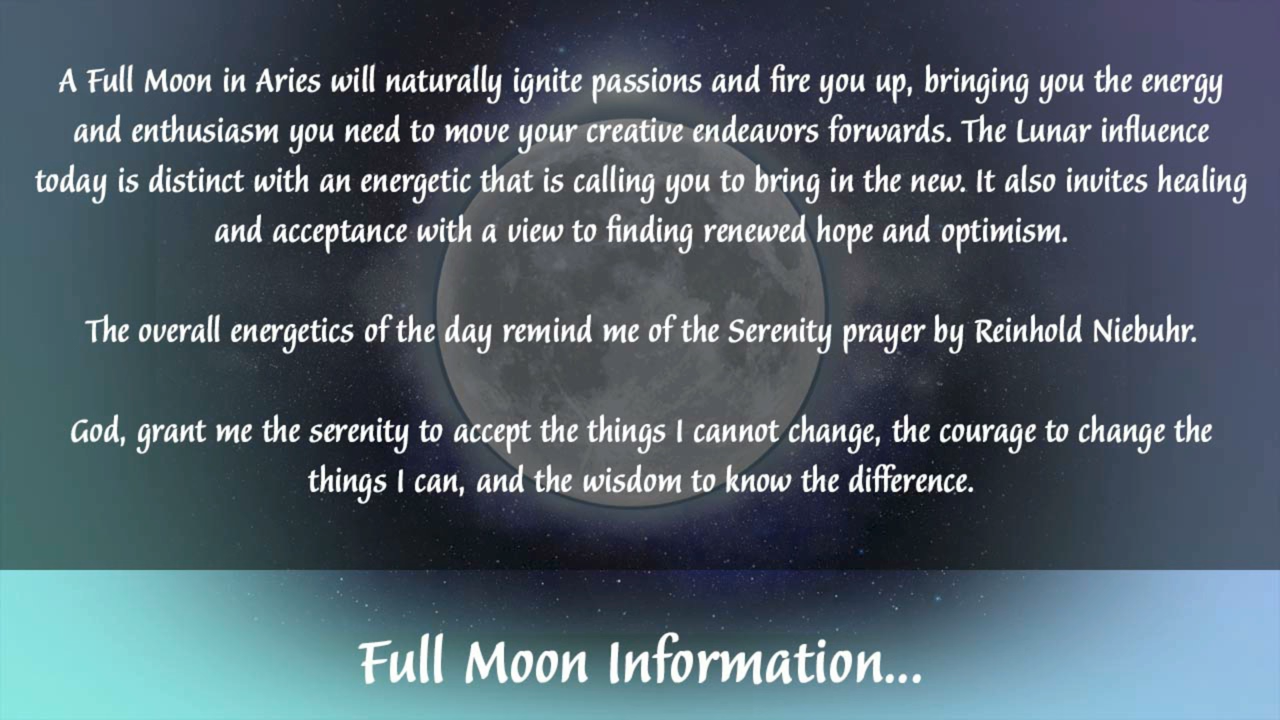 A Full Moon in Aries will naturally ignite passions and fire you up, bringing you the energy
and enthusiasm you need to move your creative endeavors forwards. The Lunar influence
today is distinct with an energetic that is calling you to bring in the new. It also invites healing
and acceptance with a view to finding renewed hope and optimism.
The overall energetics of the day remind me of the Serenity prayer by Reinhold Niebuhr.
God, grant me the serenity to accept the things I cannot change, the courage to change the
things I can, and the wisdom to know the difference.
Full Moon Information...